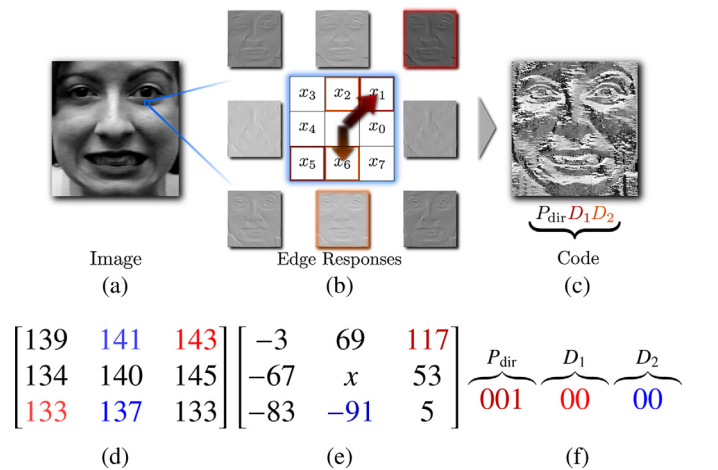 x₃ x₂ x₁
x₄ x₀
x₅ x₆ x₇
P_dir D₁ D₂
Image
Edge Responses
Code
(a) (b) (c)
139 141 143
134 140 145
133 137 133
−3 69 117
−67 x 53
−83 −91 5
P_dir D₁ D₂
001 00 00
(d) (e) (f)